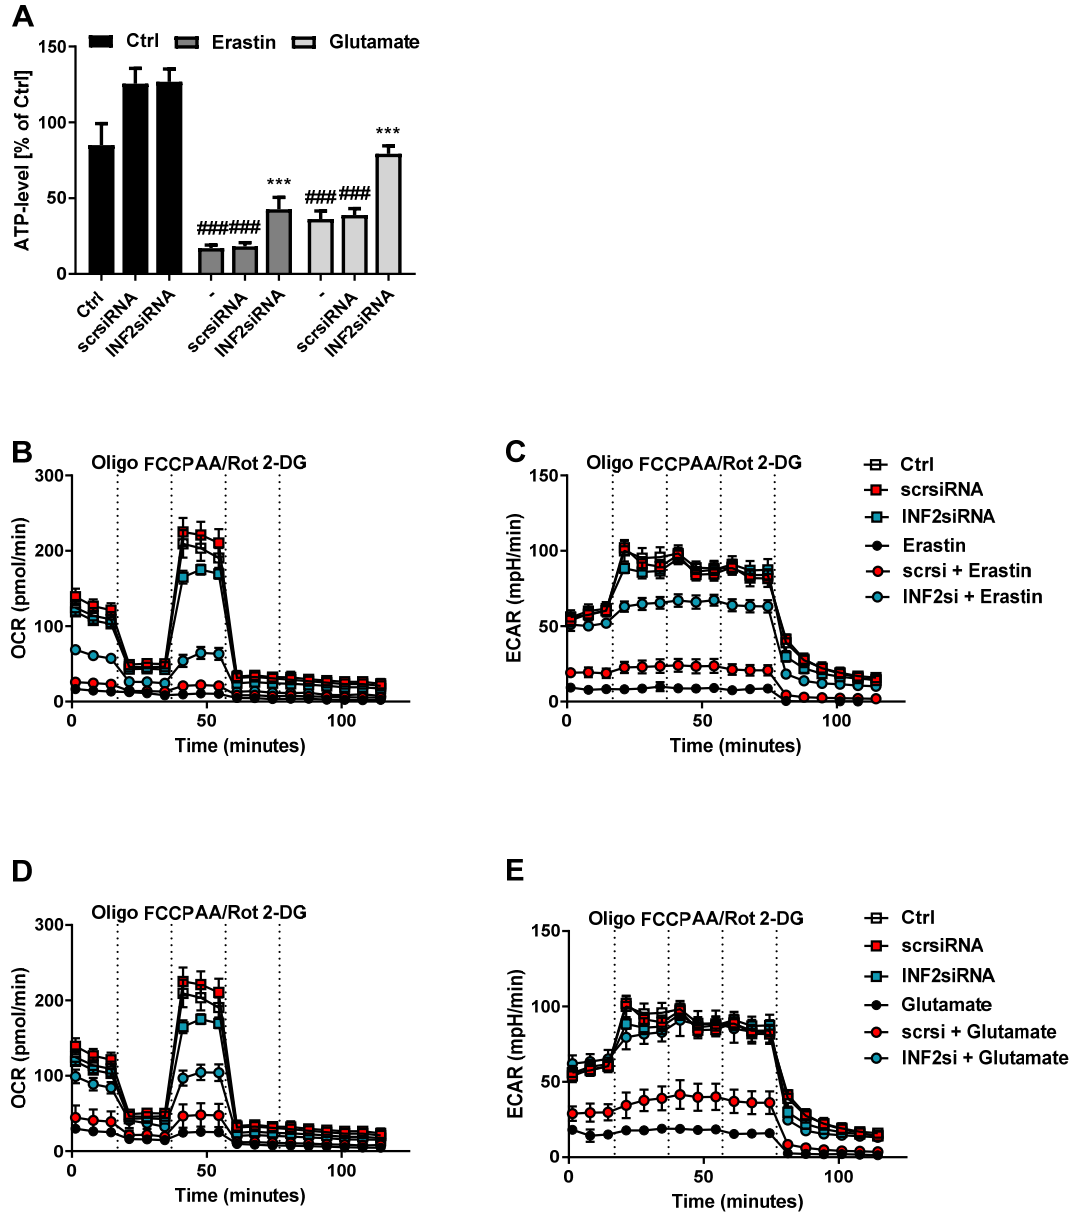 A
Ctrl Erastin Glutamate
ATP-level [% of Ctrl]
150
100
50
0
### ### *** ### ### ***
Ctrl scrsiRNA INF2siRNA - scrsiRNA INF2siRNA - scrsiRNA INF2siRNA
B
Oligo FCCP AA/Rot 2-DG
OCR (pmol/min)
300
200
100
0
0 50 100
Time (minutes)
C
Oligo FCCP AA/Rot 2-DG
ECAR (mpH/min)
150
100
50
0
0 50 100
Time (minutes)
Ctrl
scrsiRNA
INF2siRNA
Erastin
scrsi + Erastin
INF2si + Erastin
D
Oligo FCCP AA/Rot 2-DG
OCR (pmol/min)
300
200
100
0
0 50 100
Time (minutes)
E
Oligo FCCP AA/Rot 2-DG
ECAR (mpH/min)
150
100
50
0
0 50 100
Time (minutes)
Ctrl
scrsiRNA
INF2siRNA
Glutamate
scrsi + Glutamate
INF2si + Glutamate